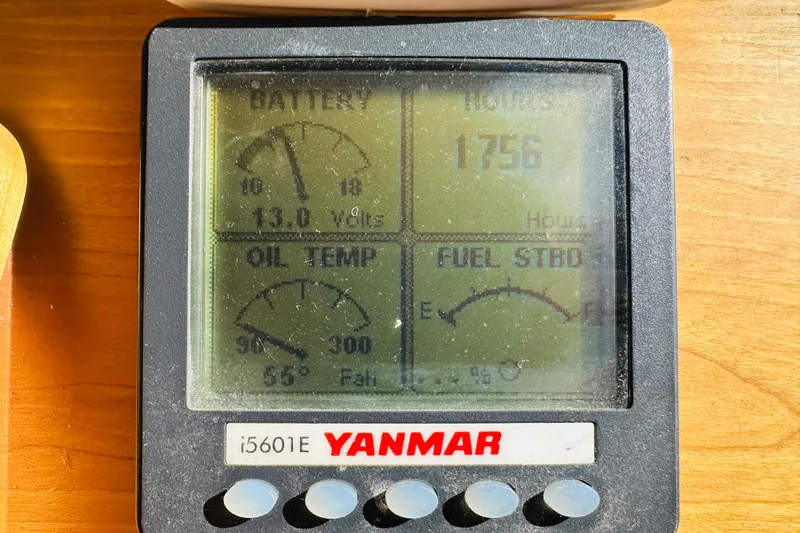 BATTERY
10 18
13.0 Volts
HOURS
1756
Hours
OIL TEMP
90 300
55° Fah
FUEL STBD
E F
%
i5601E YANMAR